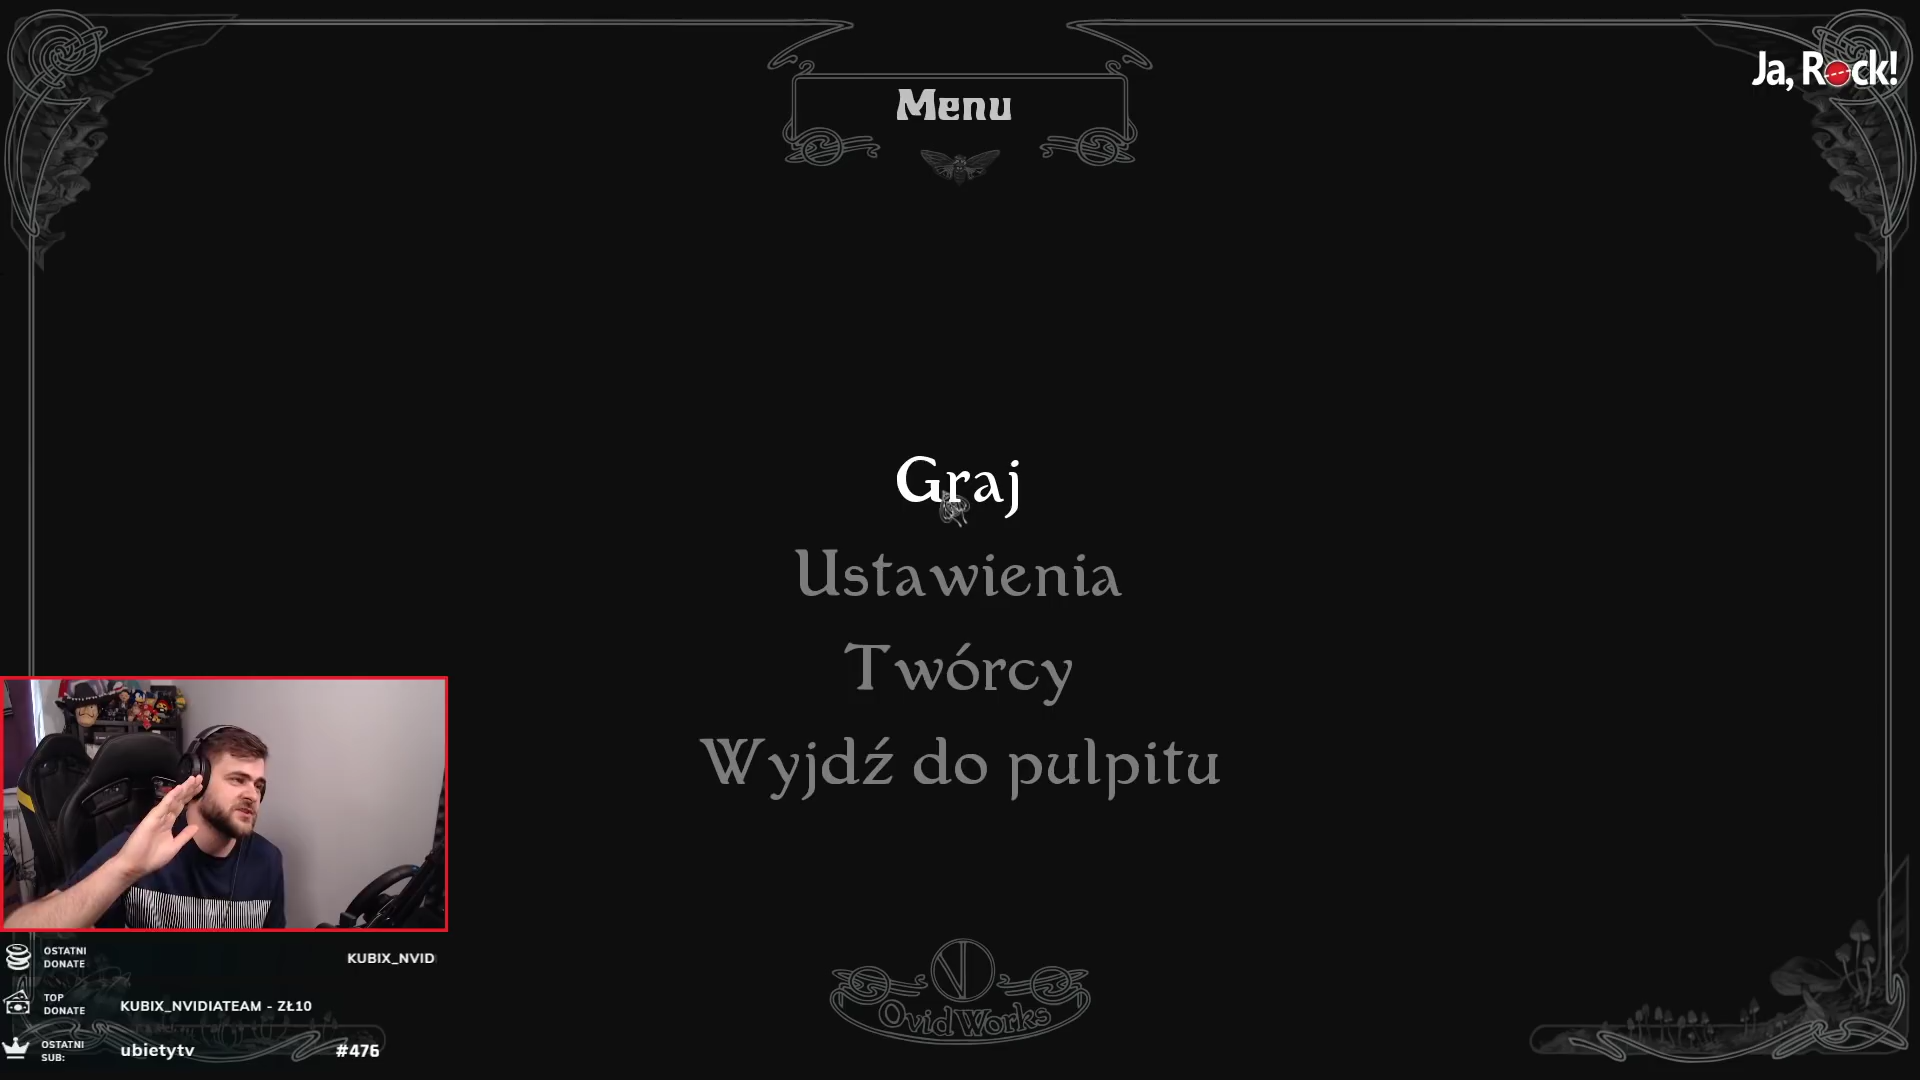 Menu
Ja, Rock!
Graj
Ustawienia
Twórcy
Wyjdź do pulpitu
OSTATNI
DONATE
KUBIX_NVID
TOP
DONATE
KUBIX_NVIDIATEAM - ZŁ10
OSTATNI
SUB:
ubietytv
#476
OvidWorks